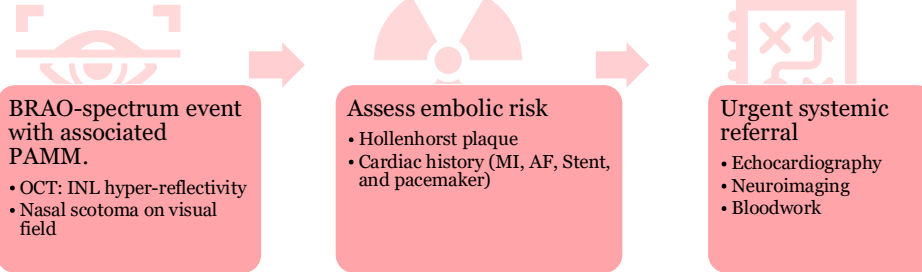 BRAO-spectrum event
with associated
PAMM.
• OCT: INL hyper-reflectivity
• Nasal scotoma on visual
field
Assess embolic risk
• Hollenhorst plaque
• Cardiac history (MI, AF, Stent,
and pacemaker)
Urgent systemic
referral
• Echocardiography
• Neuroimaging
• Bloodwork